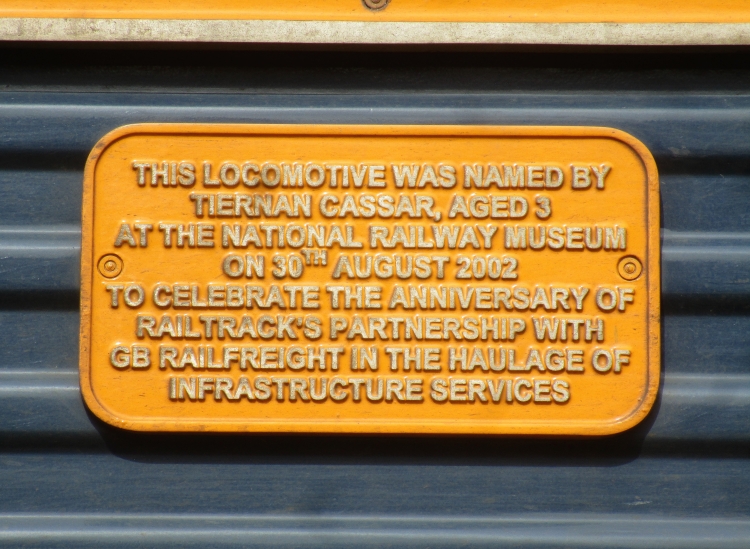 THIS LOCOMOTIVE WAS NAMED BY
TIERNAN CASSAR, AGED 3
AT THE NATIONAL RAILWAY MUSEUM
ON 30TH AUGUST 2002
TO CELEBRATE THE ANNIVERSARY OF
RAILTRACK'S PARTNERSHIP WITH
GB RAILFREIGHT IN THE HAULAGE OF
INFRASTRUCTURE SERVICES